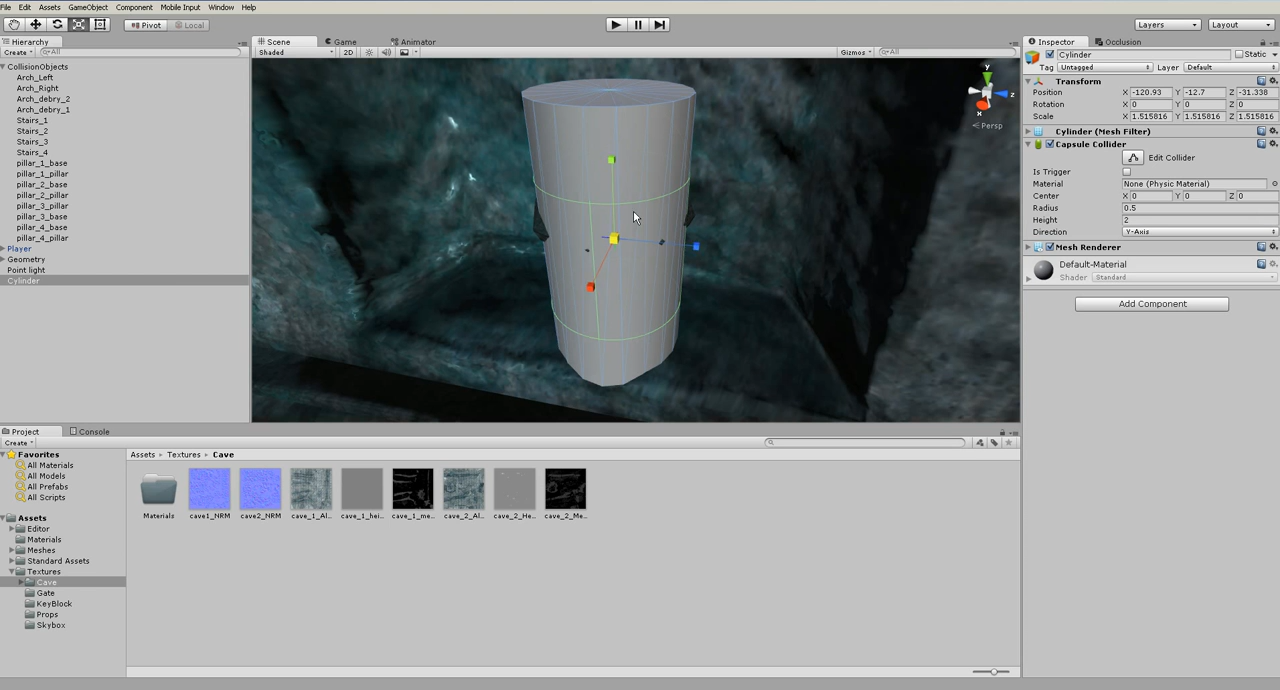 File Edit Assets GameObject Component Mobile Input Window Help
Pivot Local Layers Layout
Hierarchy
Create All
CollisionObjects
Arch_Left
Arch_Right
Arch_debry_2
Arch_debry_1
Stairs_1
Stairs_2
Stairs_3
Stairs_4
pillar_1_base
pillar_1_pillar
pillar_2_base
pillar_2_pillar
pillar_3_pillar
pillar_3_base
pillar_4_base
pillar_4_pillar
Player
Geometry
Point light
Cylinder
Scene Game Animator
Shaded 2D Gizmos All
y
z
x
Persp
Inspector Occlusion
Cylinder Static
Tag Untagged Layer Default
Transform
Position X -120.93 Y -12.7 Z -31.338
Rotation X 0 Y 0 Z 0
Scale X 1.515816 Y 1.515816 Z 1.515816
Cylinder (Mesh Filter)
Capsule Collider
Edit Collider
Is Trigger
Material None (Physic Material)
Center X 0 Y 0 Z 0
Radius 0.5
Height 2
Direction Y-Axis
Mesh Renderer
Default-Material
Shader Standard
Add Component
Project Console
Create
Favorites
All Materials
All Models
All Prefabs
All Scripts
Assets
Editor
Materials
Meshes
Standard Assets
Textures
Cave
Gate
KeyBlock
Props
Skybox
Assets Textures Cave
Materials cave1_NRM cave2_NRM cave_1_Al... cave_1_hei... cave_1_me... cave_2_Al... cave_2_He... cave_2_Me...